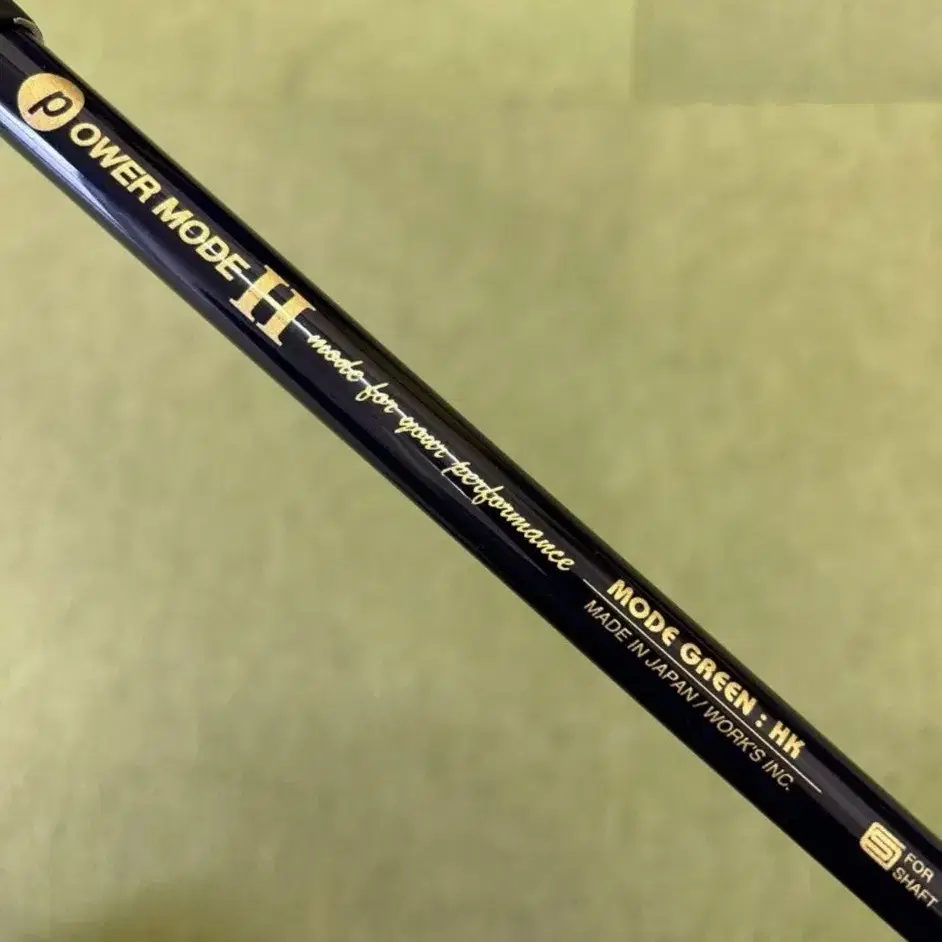 POWER MODE II
mode for your performance
MODE GREEN : HK
MADE IN JAPAN / WORK'S INC.
S FOR
SHAFT